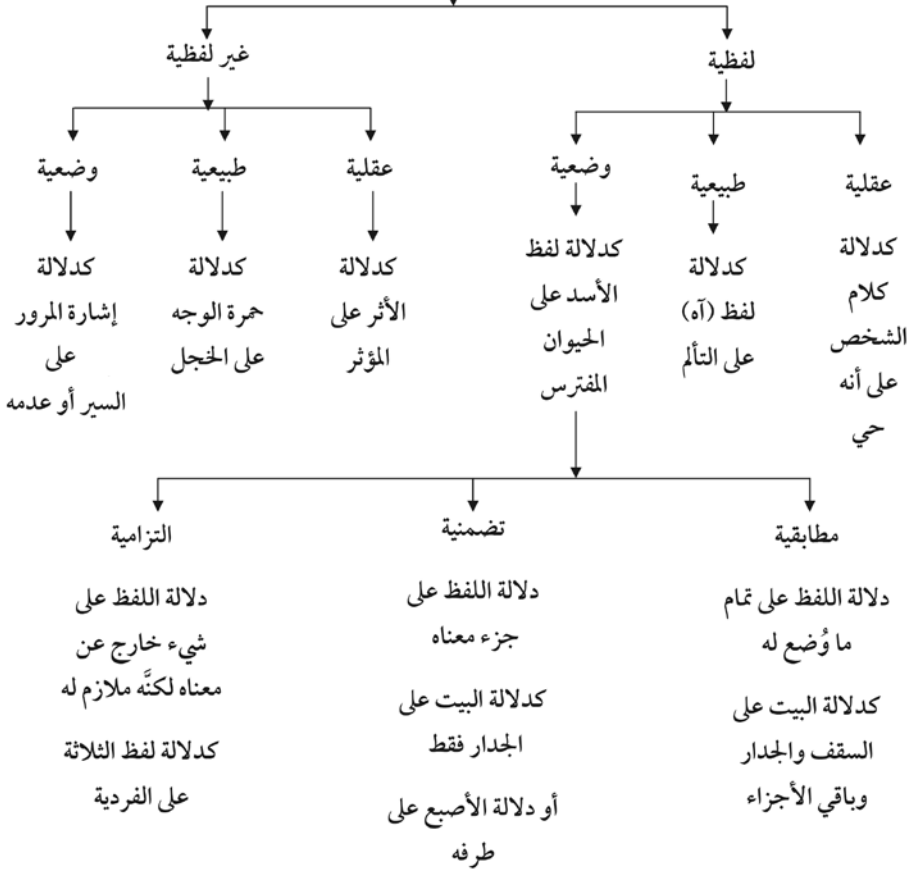 لفظية
غير لفظية
عقلية
طبيعية
وضعية
عقلية
طبيعية
وضعية
كدلالة
كلام
الشخص
على أنه
حي
كدلالة
لفظ (آه)
على التألم
كدلالة لفظ
الأسد على
الحيوان
المفترس
كدلالة
الأثر على
المؤثر
كدلالة
حمرة الوجه
على الخجل
كدلالة
إشارة المرور
على
السير أو عدمه
مطابقية
تضمنية
التزامية
دلالة اللفظ على تمام
ما وُضع له
كدلالة البيت على
السقف والجدار
وباقي الأجزاء
دلالة اللفظ على
جزء معناه
كدلالة البيت على
الجدار فقط
أو دلالة الأصبع على
طرفه
دلالة اللفظ على
شيء خارج عن
معناه لكنَّه ملازم له
كدلالة لفظ الثلاثة
على الفردية